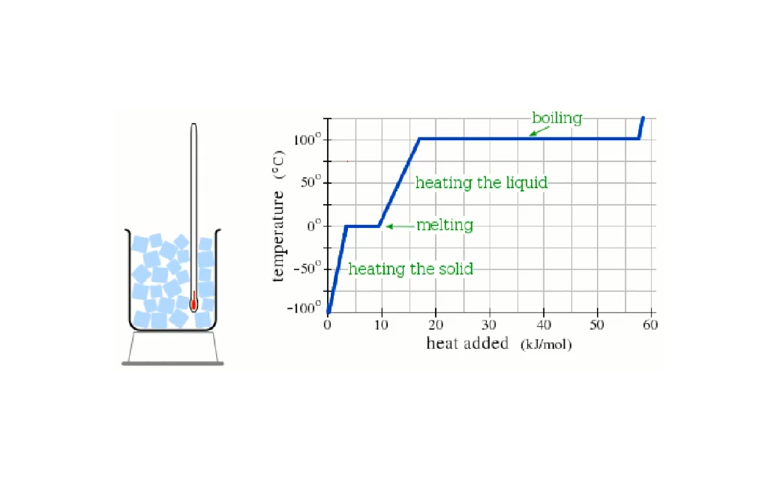 boiling
100°
50°
heating the liquid
0°
melting
-50°
heating the solid
-100°
temperature (°C)
0 10 20 30 40 50 60
heat added (kJ/mol)